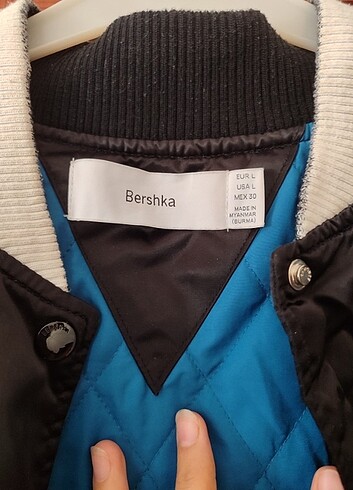 Bershka
EUR L
USA L
MEX 30
MADE IN
MYANMAR
(BURMA)